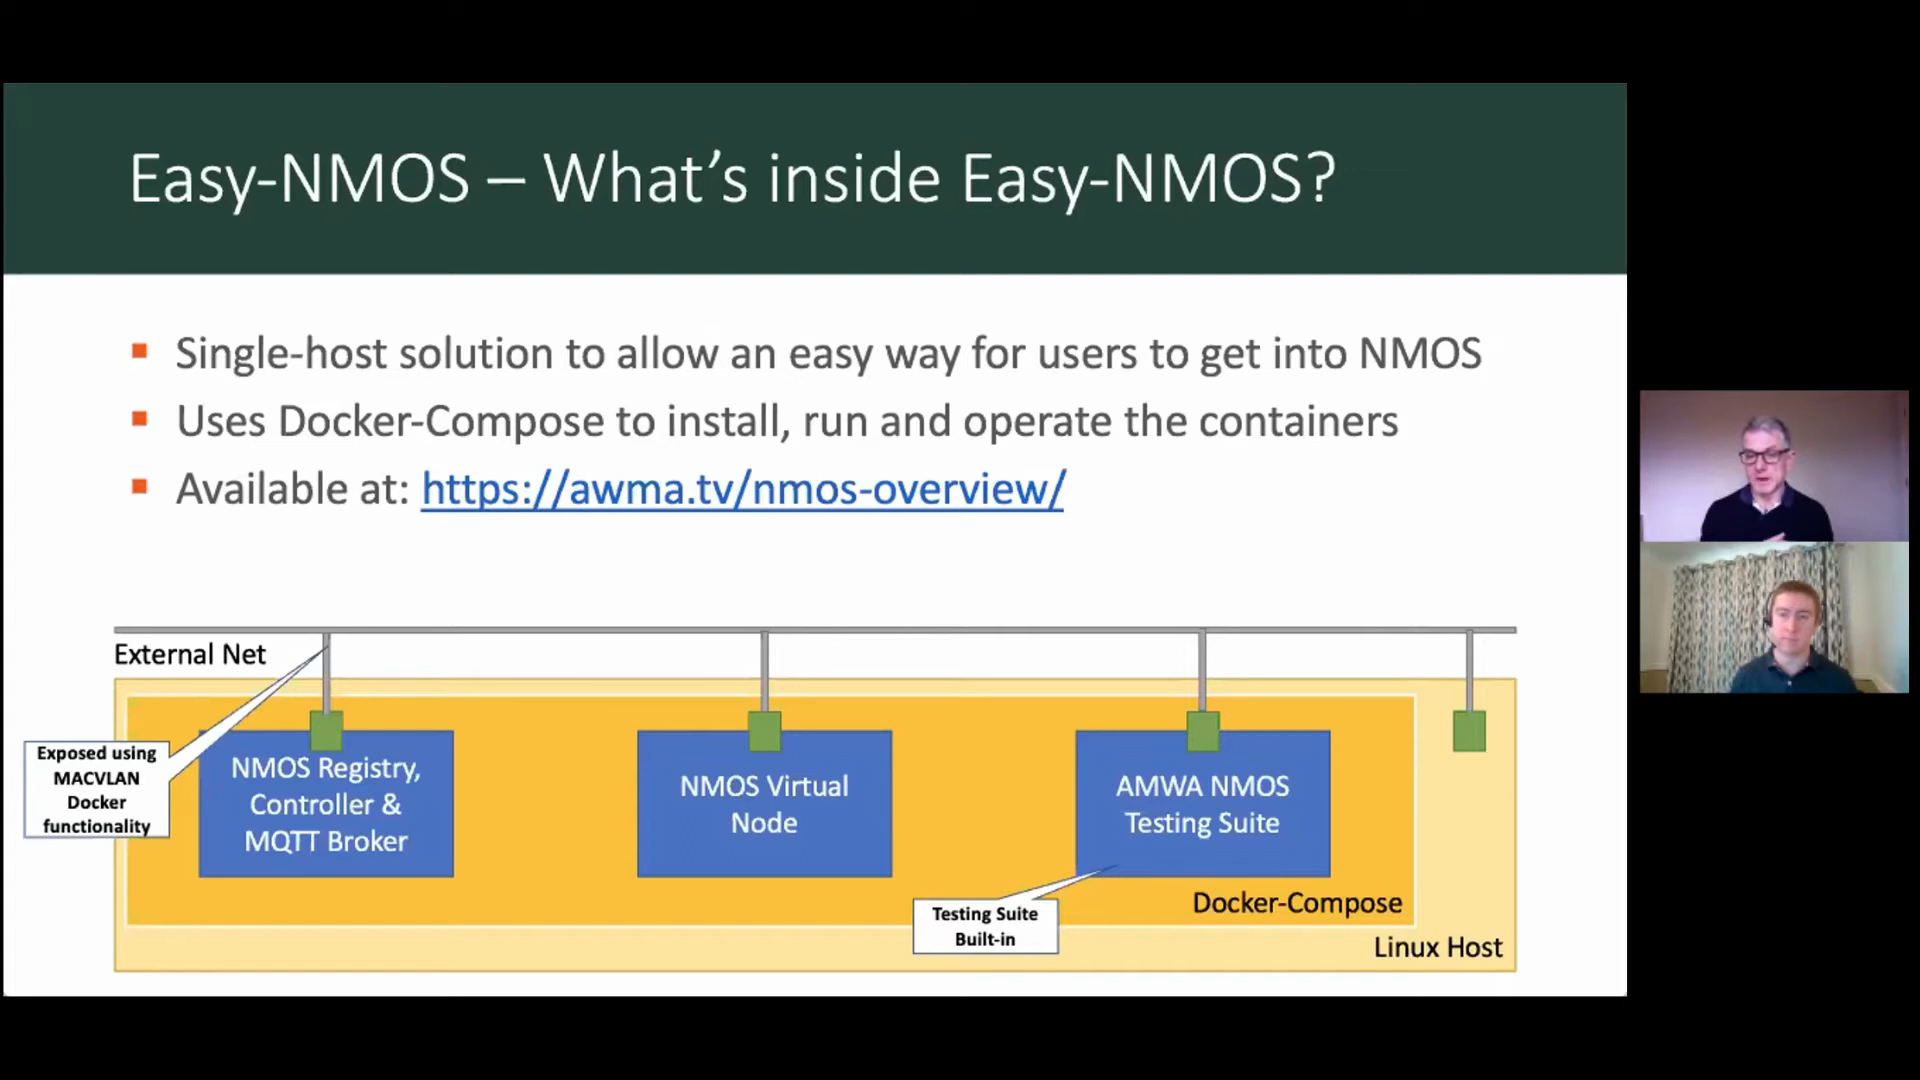 Easy-NMOS – What’s inside Easy-NMOS?
Single-host solution to allow an easy way for users to get into NMOS
Uses Docker-Compose to install, run and operate the containers
Available at: https://awma.tv/nmos-overview/
External Net
Exposed using
MACVLAN
Docker
functionality
NMOS Registry,
Controller &
MQTT Broker
NMOS Virtual
Node
AMWA NMOS
Testing Suite
Testing Suite
Built-in
Docker-Compose
Linux Host